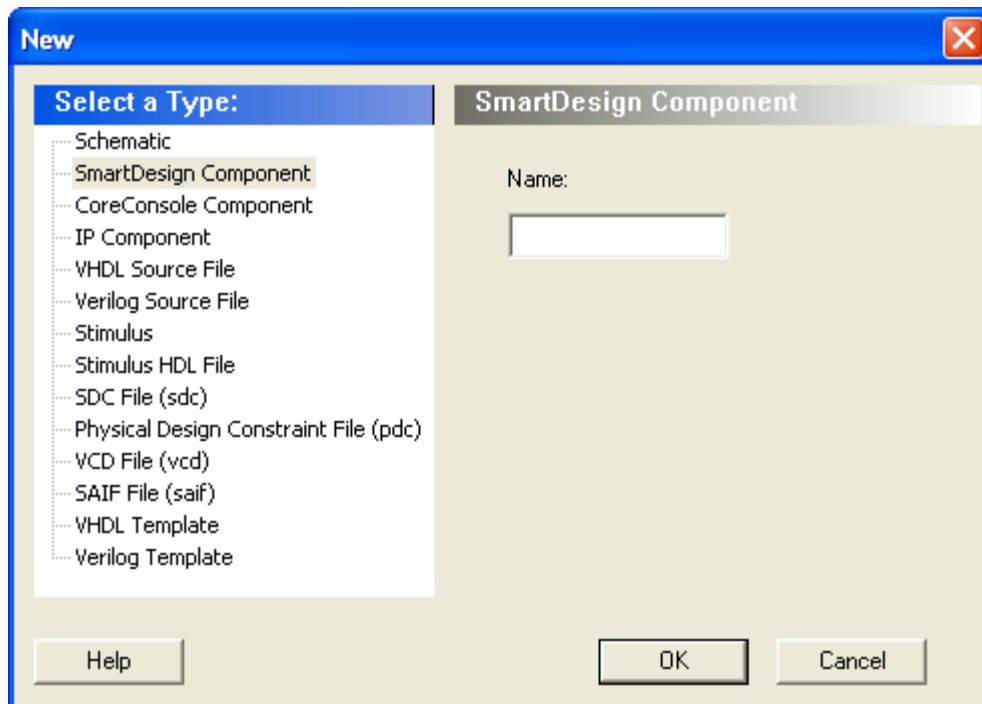 New
Select a Type:
Schematic
SmartDesign Component
CoreConsole Component
IP Component
VHDL Source File
Verilog Source File
Stimulus
Stimulus HDL File
SDC File (sdc)
Physical Design Constraint File (pdc)
VCD File (vcd)
SAIF File (saif)
VHDL Template
Verilog Template
SmartDesign Component
Name:
Help
OK
Cancel